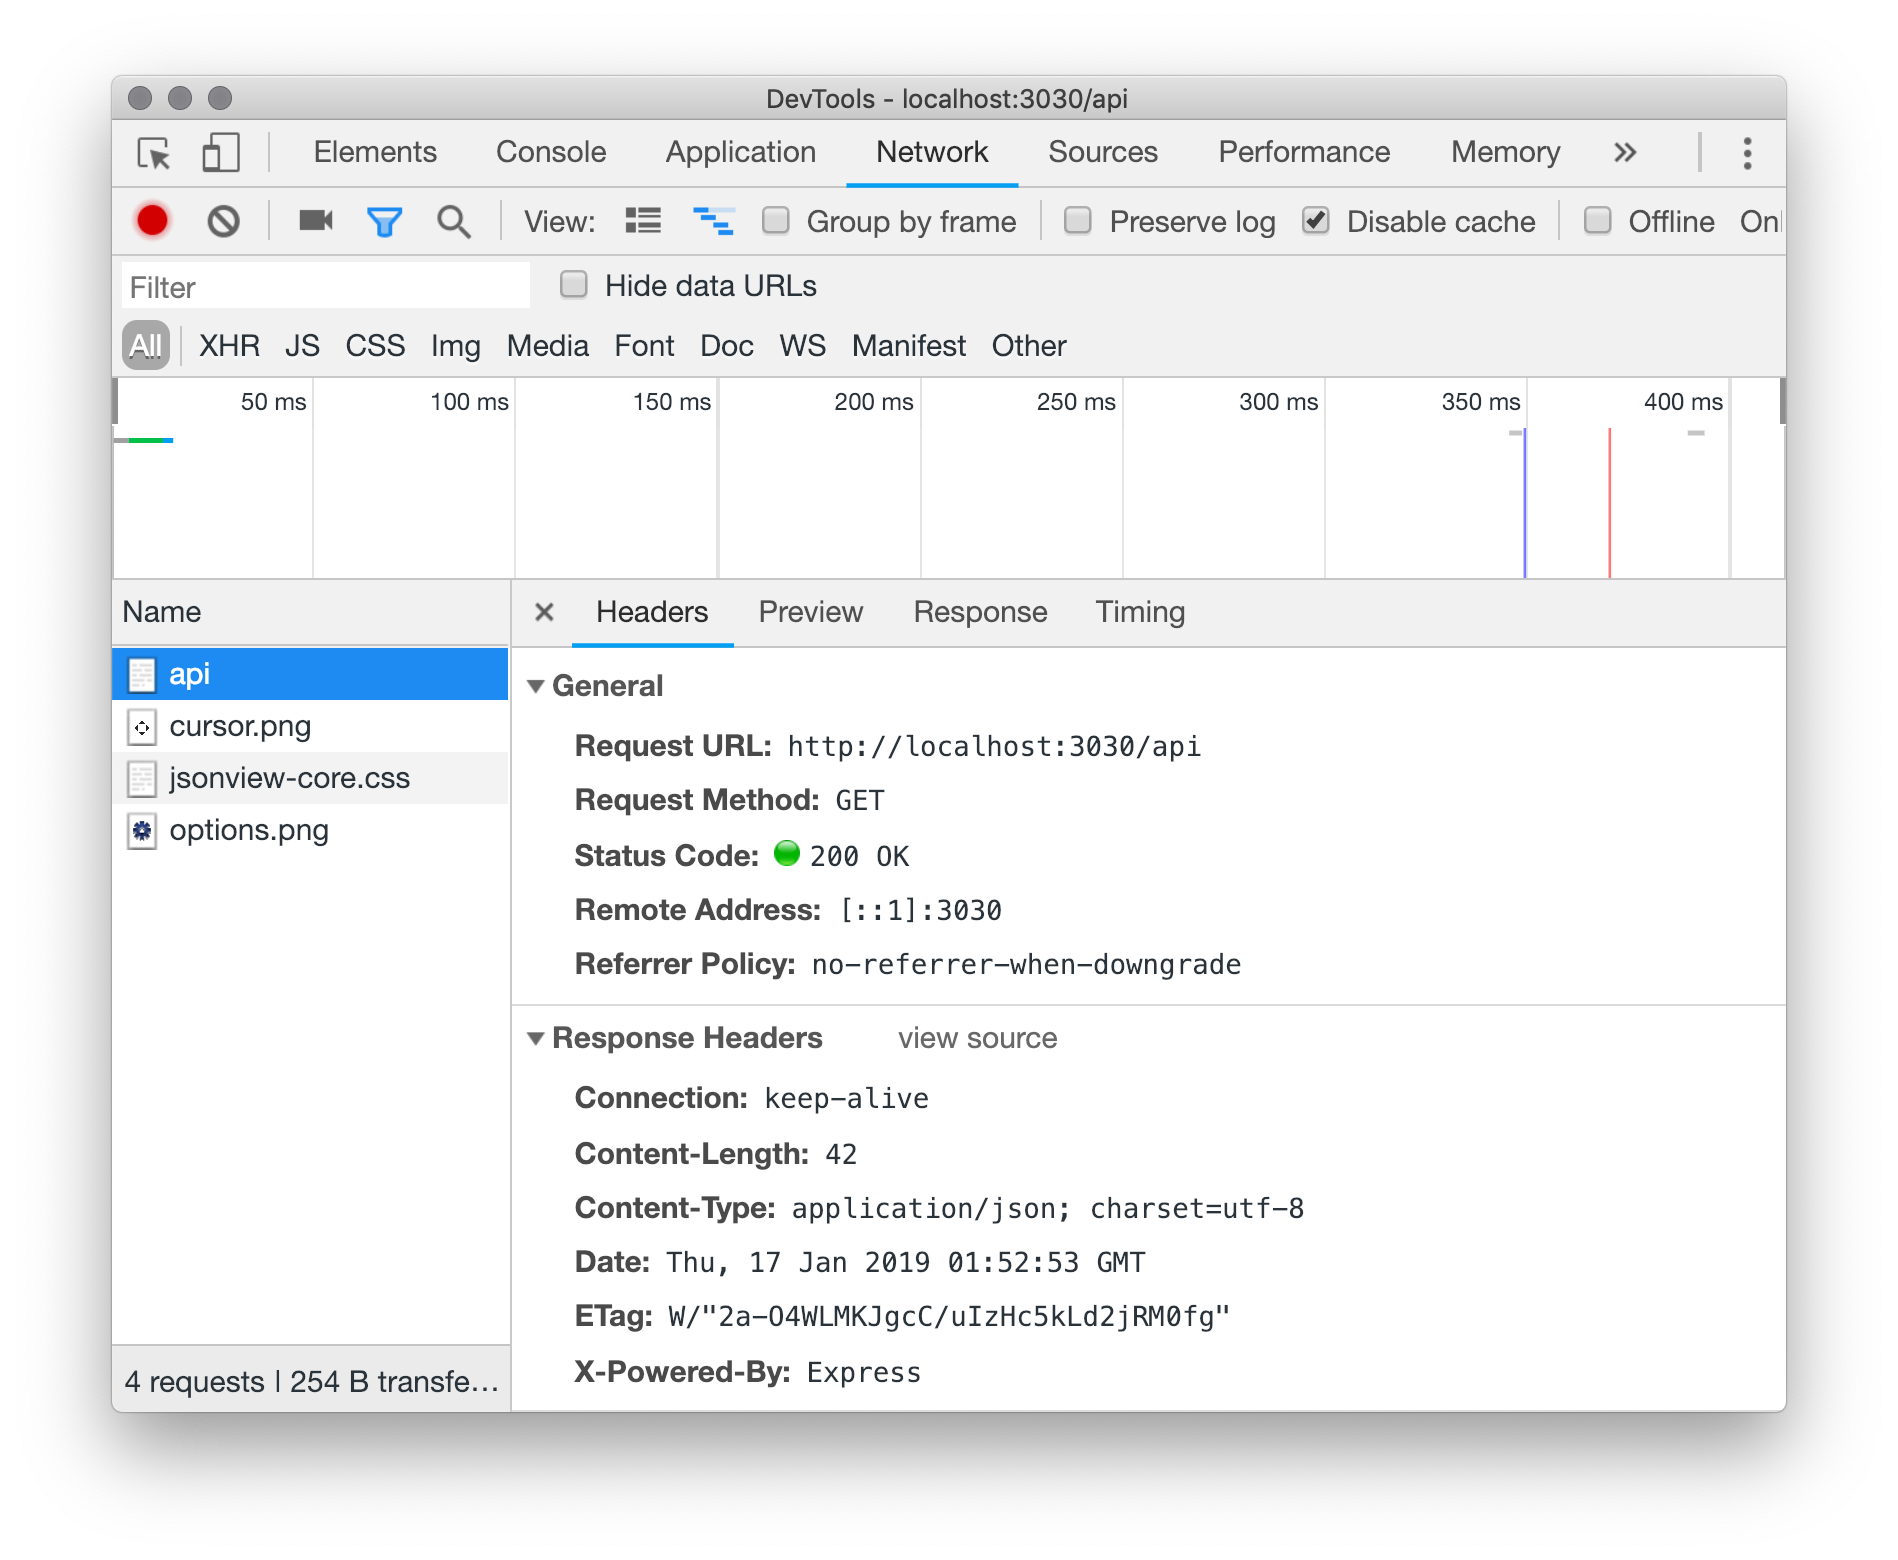 DevTools - localhost:3030/api
Elements Console Application Network Sources Performance Memory »
View: Group by frame Preserve log Disable cache Offline Onl
Filter Hide data URLs
All XHR JS CSS Img Media Font Doc WS Manifest Other
50 ms 100 ms 150 ms 200 ms 250 ms 300 ms 350 ms 400 ms
Name
api
cursor.png
jsonview-core.css
options.png
4 requests | 254 B transfe...
× Headers Preview Response Timing
▼ General
Request URL: http://localhost:3030/api
Request Method: GET
Status Code: 200 OK
Remote Address: [::1]:3030
Referrer Policy: no-referrer-when-downgrade
▼ Response Headers view source
Connection: keep-alive
Content-Length: 42
Content-Type: application/json; charset=utf-8
Date: Thu, 17 Jan 2019 01:52:53 GMT
ETag: W/"2a-O4WLMKJgcC/uIzHc5kLd2jRM0fg"
X-Powered-By: Express